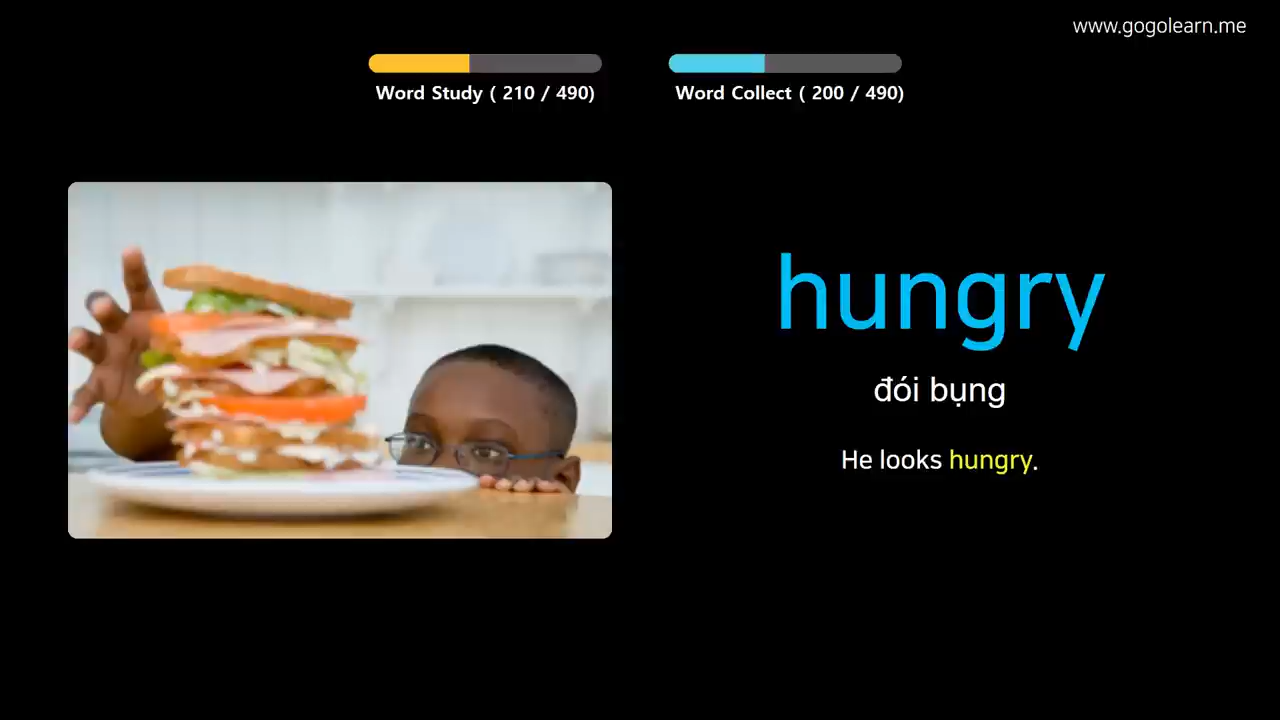 www.gogolearn.me
Word Study ( 210 / 490)
Word Collect ( 200 / 490)
hungry
đói bụng
He looks hungry.